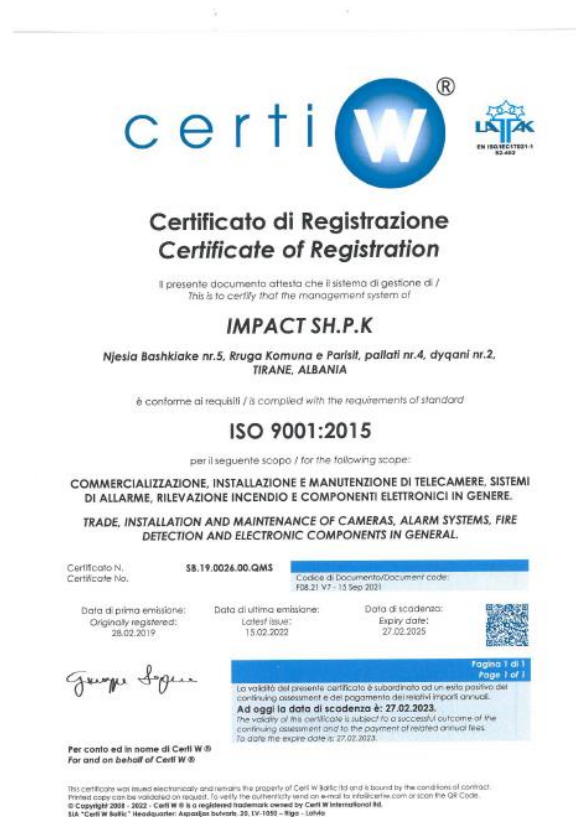 certi W®
LATAK
EN ISO/IEC 17021-1
S2-462
Certificato di Registrazione
Certificate of Registration
Il presente documento attesta che il sistema di gestione di /
This is to certify that the management system of
IMPACT SH.P.K
Njesia Bashkiake nr.5, Rruga Komuna e Parisit, pallati nr.4, dyqani nr.2,
TIRANE, ALBANIA
è conforme ai requisiti / is complied with the requirements of standard
ISO 9001:2015
per il seguente scopo / for the following scope:
COMMERCIALIZZAZIONE, INSTALLAZIONE E MANUTENZIONE DI TELECAMERE, SISTEMI
DI ALLARME, RILEVAZIONE INCENDIO E COMPONENTI ELETTRONICI IN GENERE.
TRADE, INSTALLATION AND MAINTENANCE OF CAMERAS, ALARM SYSTEMS, FIRE
DETECTION AND ELECTRONIC COMPONENTS IN GENERAL.
Certificato N.
Certificate No.
SB.19.0026.00.QMS
Codice di Documento/Document code:
F08.21 V7 - 15 Sep 2021
Data di prima emissione:
Originally registered:
28.02.2019
Data di ultima emissione:
Latest issue:
15.02.2022
Data di scadenza:
Expiry date:
27.02.2025
Pagina 1 di 1
Page 1 of 1
La validità del presente certificato è subordinata ad un esito positivo del
continuing assessment e del pagamento dei relativi importi annuali.
Ad oggi la data di scadenza è: 27.02.2023.
The validity of this certificate is subject to a successful outcome of the
continuing assessment and to the payment of related annual fees.
To date the expire date is: 27.02.2023.
Per conto ed in nome di Certi W ®
For and on behalf of Certi W ®
This certificate was issued electronically and remains the property of Certi W Baltic ltd and is bound by the conditions of contract.
Printed copy can be validated on request. To verify the authenticity send an e-mail to info@certiw.com or scan the QR Code.
© Copyright 2008 - 2022 - Certi W ® is a registered trademark owned by Certi W International ltd.
SIA "Certi W Baltic" Headquarter: Aspazijas bulvaris, 20, LV-1050 – Riga - Latvia